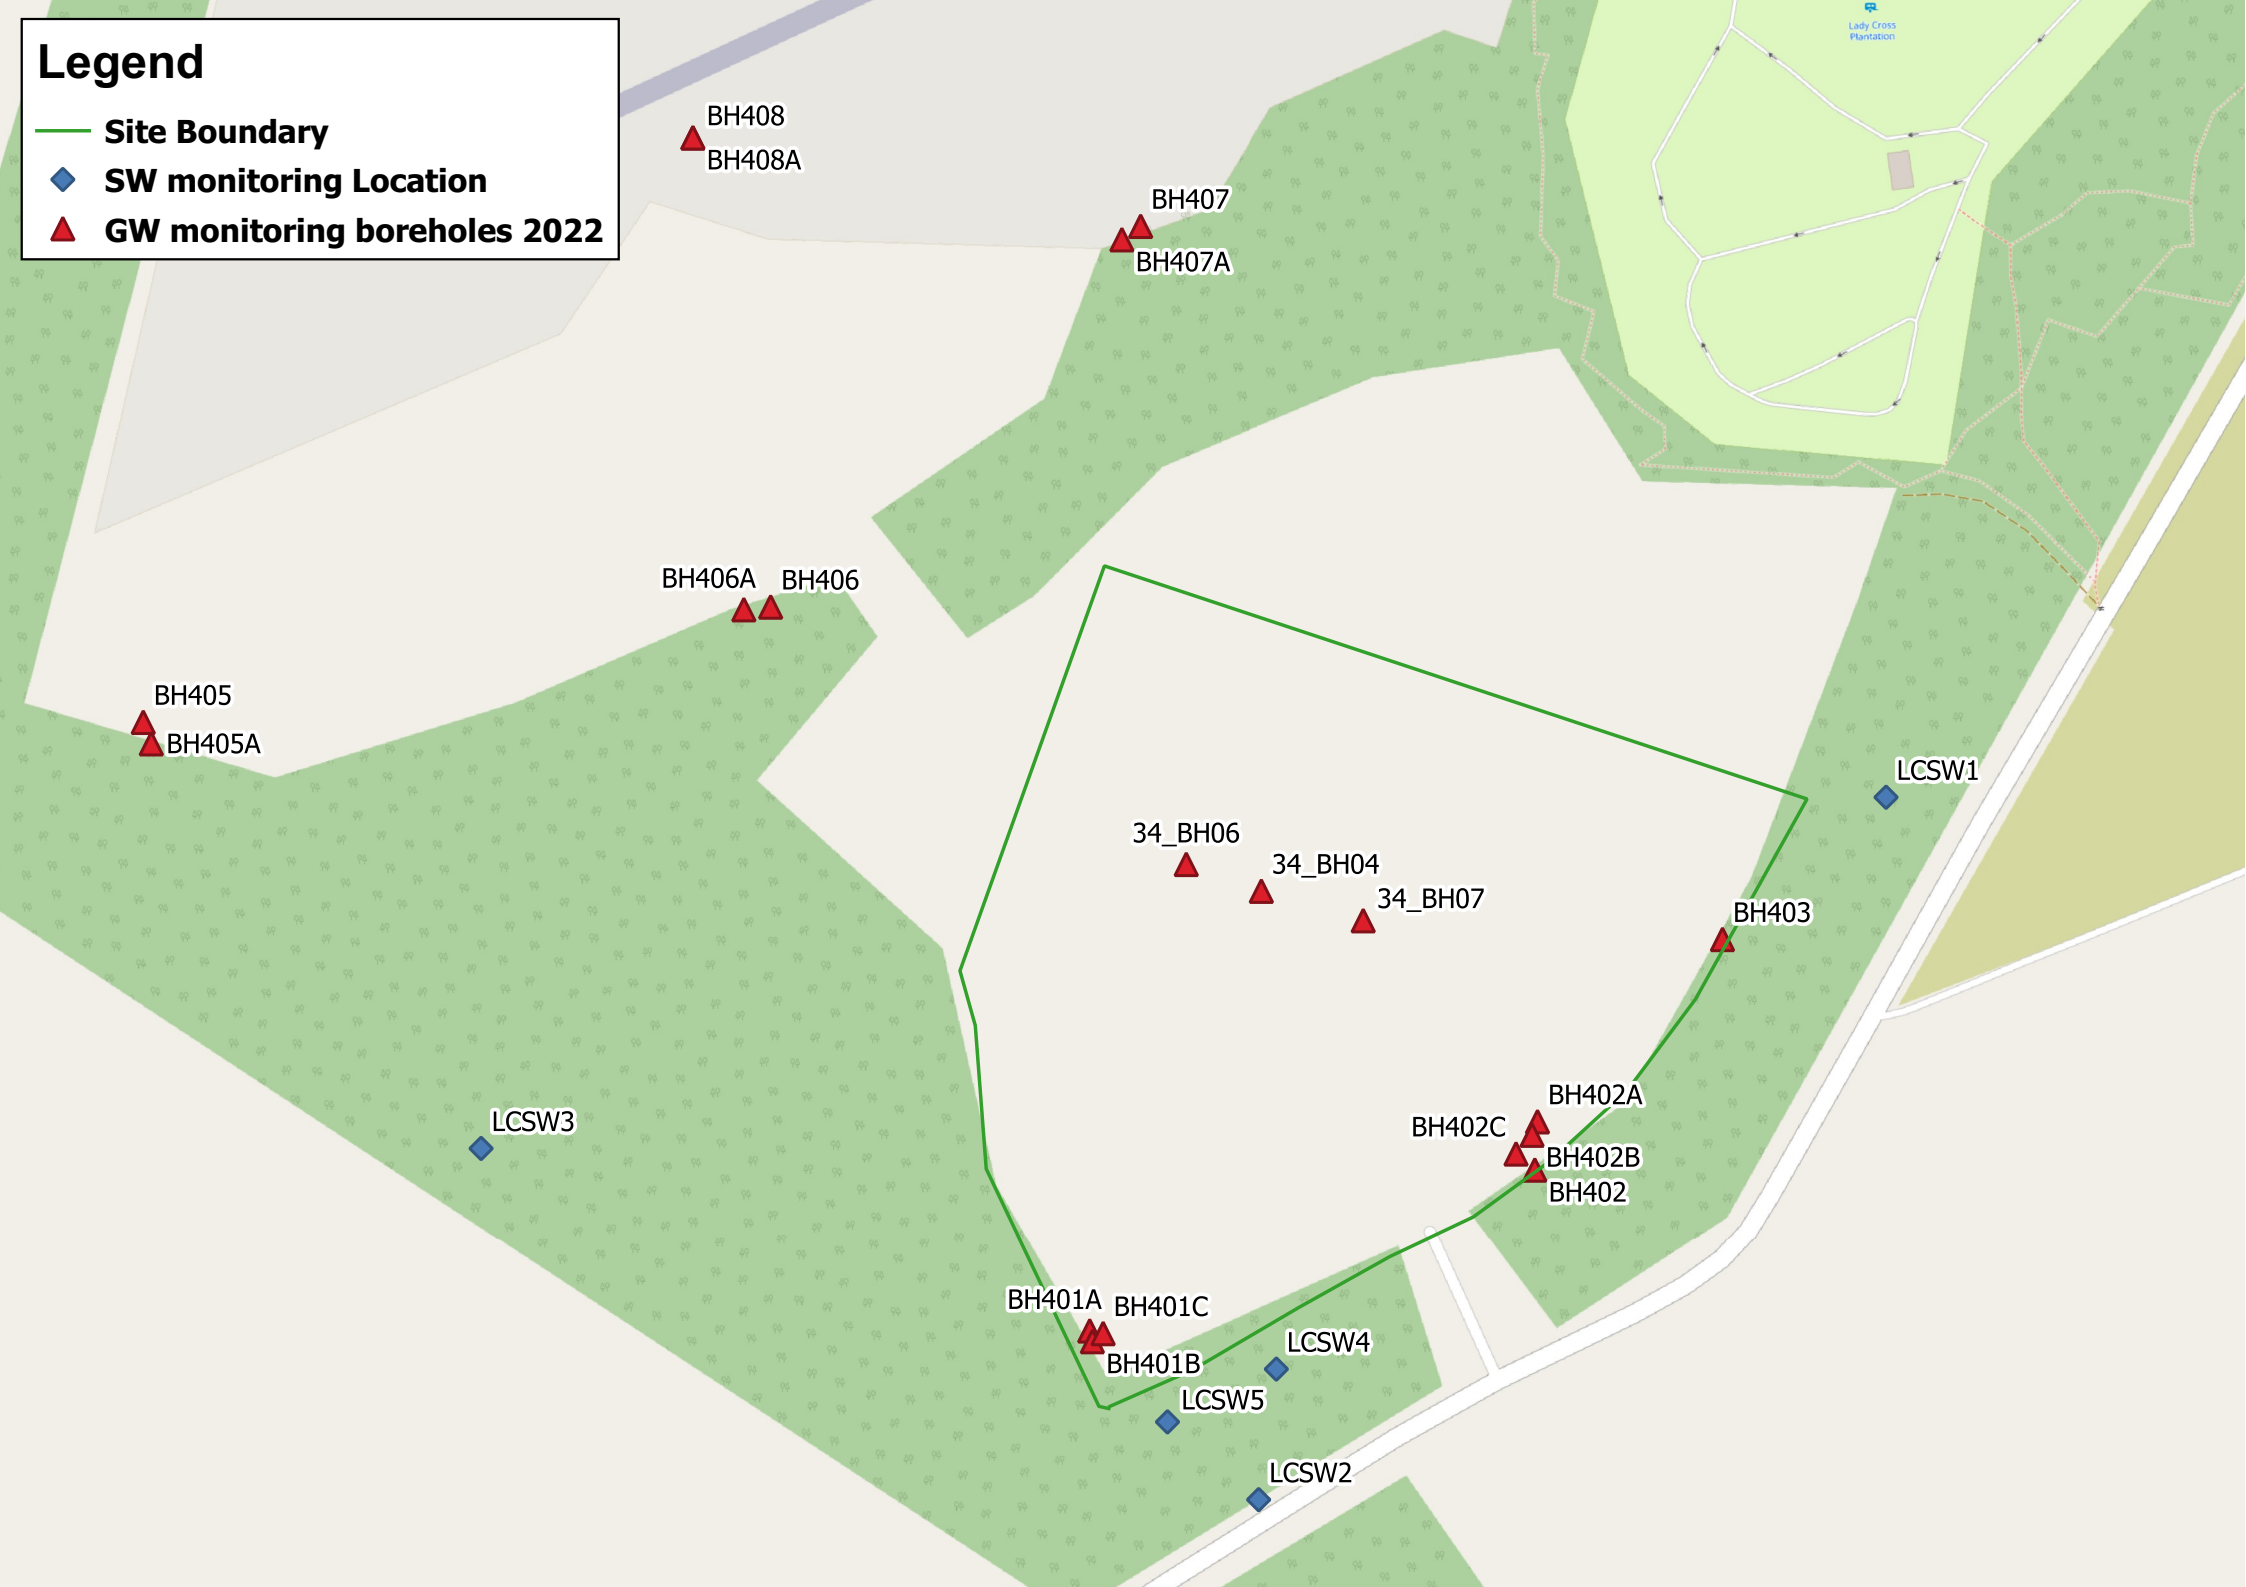 Legend
Site Boundary
SW monitoring Location
GW monitoring boreholes 2022
Lady Cross
Plantation
BH408
BH408A
BH407
BH407A
BH406A
BH406
BH405
BH405A
LCSW1
34_BH06
34_BH04
34_BH07
BH403
BH402A
BH402C
BH402B
BH402
LCSW3
BH401A
BH401C
BH401B
LCSW4
LCSW5
LCSW2